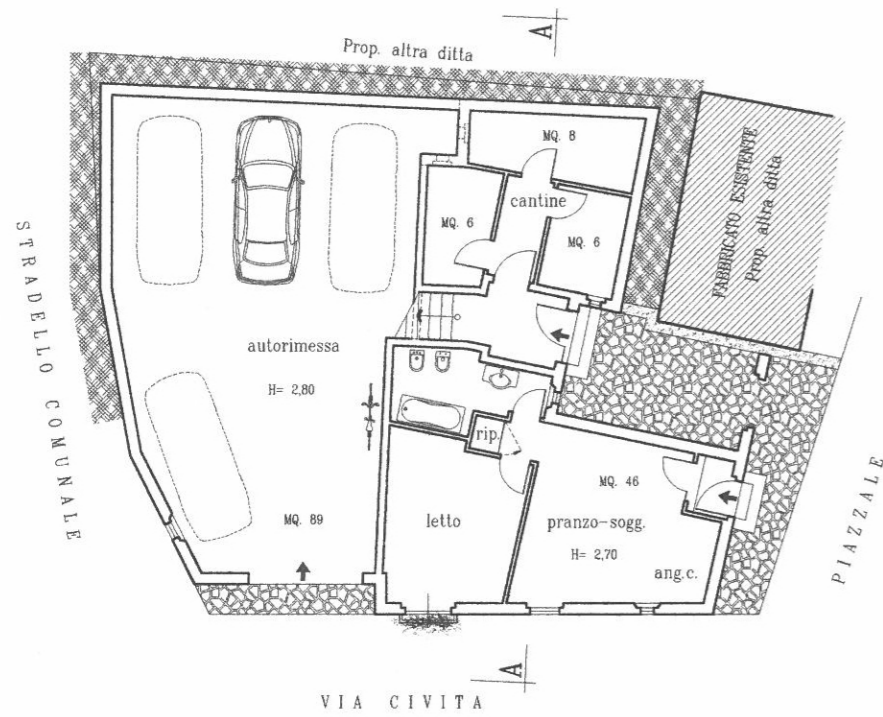 A
Prop. altra ditta
MQ. 8
cantine
MQ. 6
MQ. 6
FABBRICATO ESISTENTE
Prop. altra ditta
STRADELLO COMUNALE
autorimessa
H= 2,80
rip.
MQ. 46
MQ. 89
letto
pranzo-sogg.
H= 2,70
ang.c.
PIAZZALE
A
VIA CIVITA